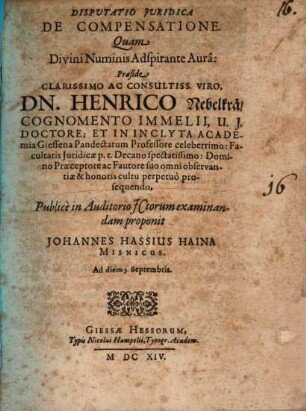 16.
DISPUTATIO JURIDICA
DE COMPENSATIONE.
Quam
Divini Numinis Adspirante Aurâ:
Præside
CLARISSIMO AC CONSULTISS. VIRO,
DN. HENRICO Nebelkrâ/
COGNOMENTO IMMELII, U. J.
DOCTORE; ET IN INCLYTA ACADE-
mia Giessena Pandectarum Professore celeberrimo: Fa-
cultatis Juridicæ p. t. Decano spectatissimo: Domi-
no Præceptore ac Fautore suo omni observan-
tiæ & honoris cultu perpetuò pro-
sequendo,
16
Publicè in Auditorio JCtorum examinan-
dam proponit
JOHANNES HASSIUS HAINA
MISNICUS.
Ad diem 3. Septembris.
GIESSÆ HESSORUM,
Typis Nicolai Hampelii, Typogr. Academ.
M DC XIV.